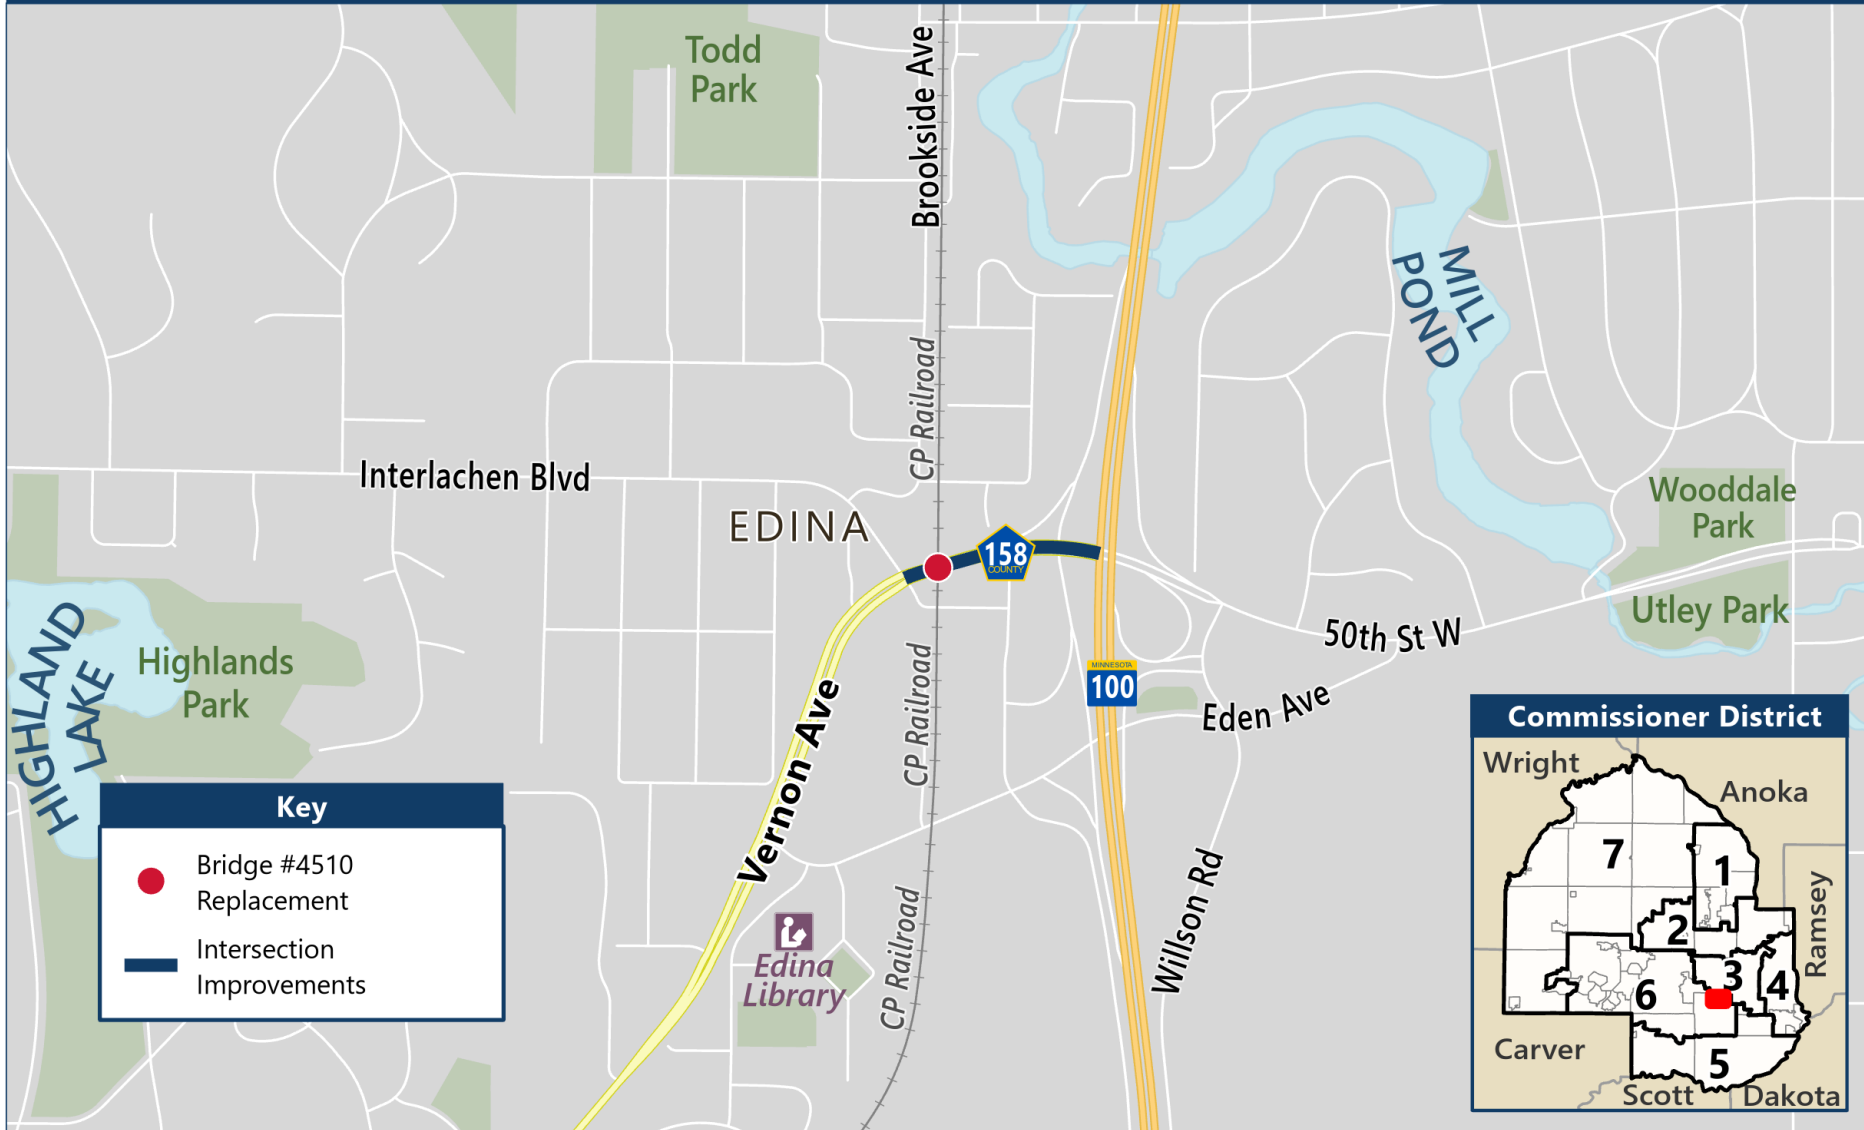 Todd
Park
Brookside Ave
MILL
POND
CP Railroad
Interlachen Blvd
EDINA
Wooddale
Park
158
COUNTY
Utley Park
50th St W
HIGHLAND
LAKE
Highlands
Park
CP Railroad
MINNESOTA
100
Eden Ave
Vernon Ave
Willson Rd
CP Railroad
Edina
Library
Key
Bridge #4510
Replacement
Intersection
Improvements
Commissioner District
Wright
Anoka
7
1
2
Ramsey
3
4
6
Carver
5
Scott
Dakota